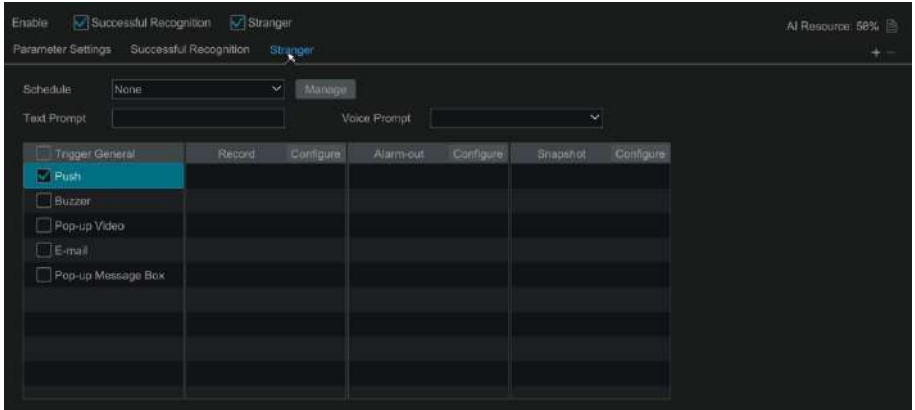 Enable Successful Recognition Stranger AI Resource: 56%
Parameter Settings Successful Recognition Stranger + −
Schedule None Manage
Text Prompt Voice Prompt
Trigger General Record Configure Alarm-out Configure Snapshot Configure
Push
Buzzer
Pop-up Video
E-mail
Pop-up Message Box